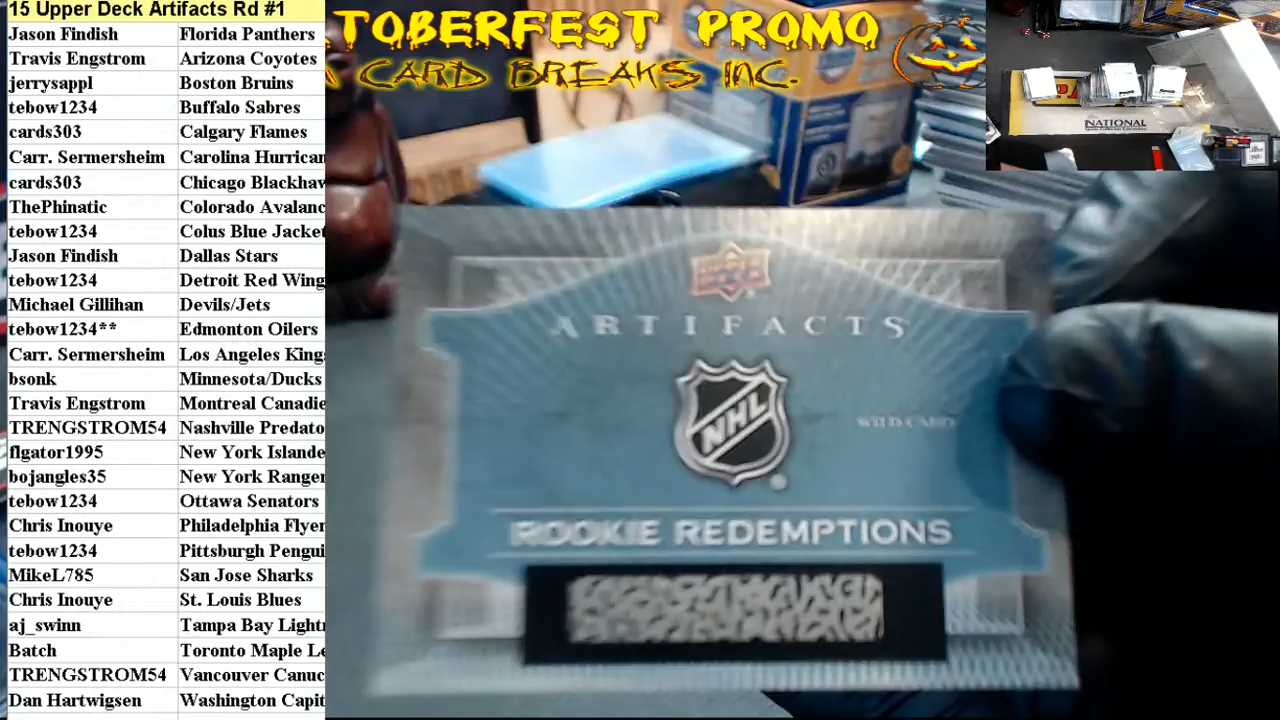 15 Upper Deck Artifacts Rd #1
Jason Findish Florida Panthers
Travis Engstrom Arizona Coyotes
jerrysappl Boston Bruins
tebow1234 Buffalo Sabres
cards303 Calgary Flames
Carr. Sermersheim Carolina Hurrican
cards303 Chicago Blackhav
ThePhinatic Colorado Avalanc
tebow1234 Colus Blue Jacket
Jason Findish Dallas Stars
tebow1234 Detroit Red Wing
Michael Gillihan Devils/Jets
tebow1234** Edmonton Oilers
Carr. Sermersheim Los Angeles Kings
bsonk Minnesota/Ducks
Travis Engstrom Montreal Canadie
TRENGSTROM54 Nashville Predato
flgator1995 New York Islande
bojangles35 New York Ranger
tebow1234 Ottawa Senators
Chris Inouye Philadelphia Flyer
tebow1234 Pittsburgh Pengui
MikeL785 San Jose Sharks
Chris Inouye St. Louis Blues
aj_swinn Tampa Bay Lightn
Batch Toronto Maple Le
TRENGSTROM54 Vancouver Canuc
Dan Hartwigsen Washington Capit
TOBERFEST PROMO
CARD BREAKS INC.
NATIONAL
ARTIFACTS
NHL
WILD CARD
ROOKIE REDEMPTIONS